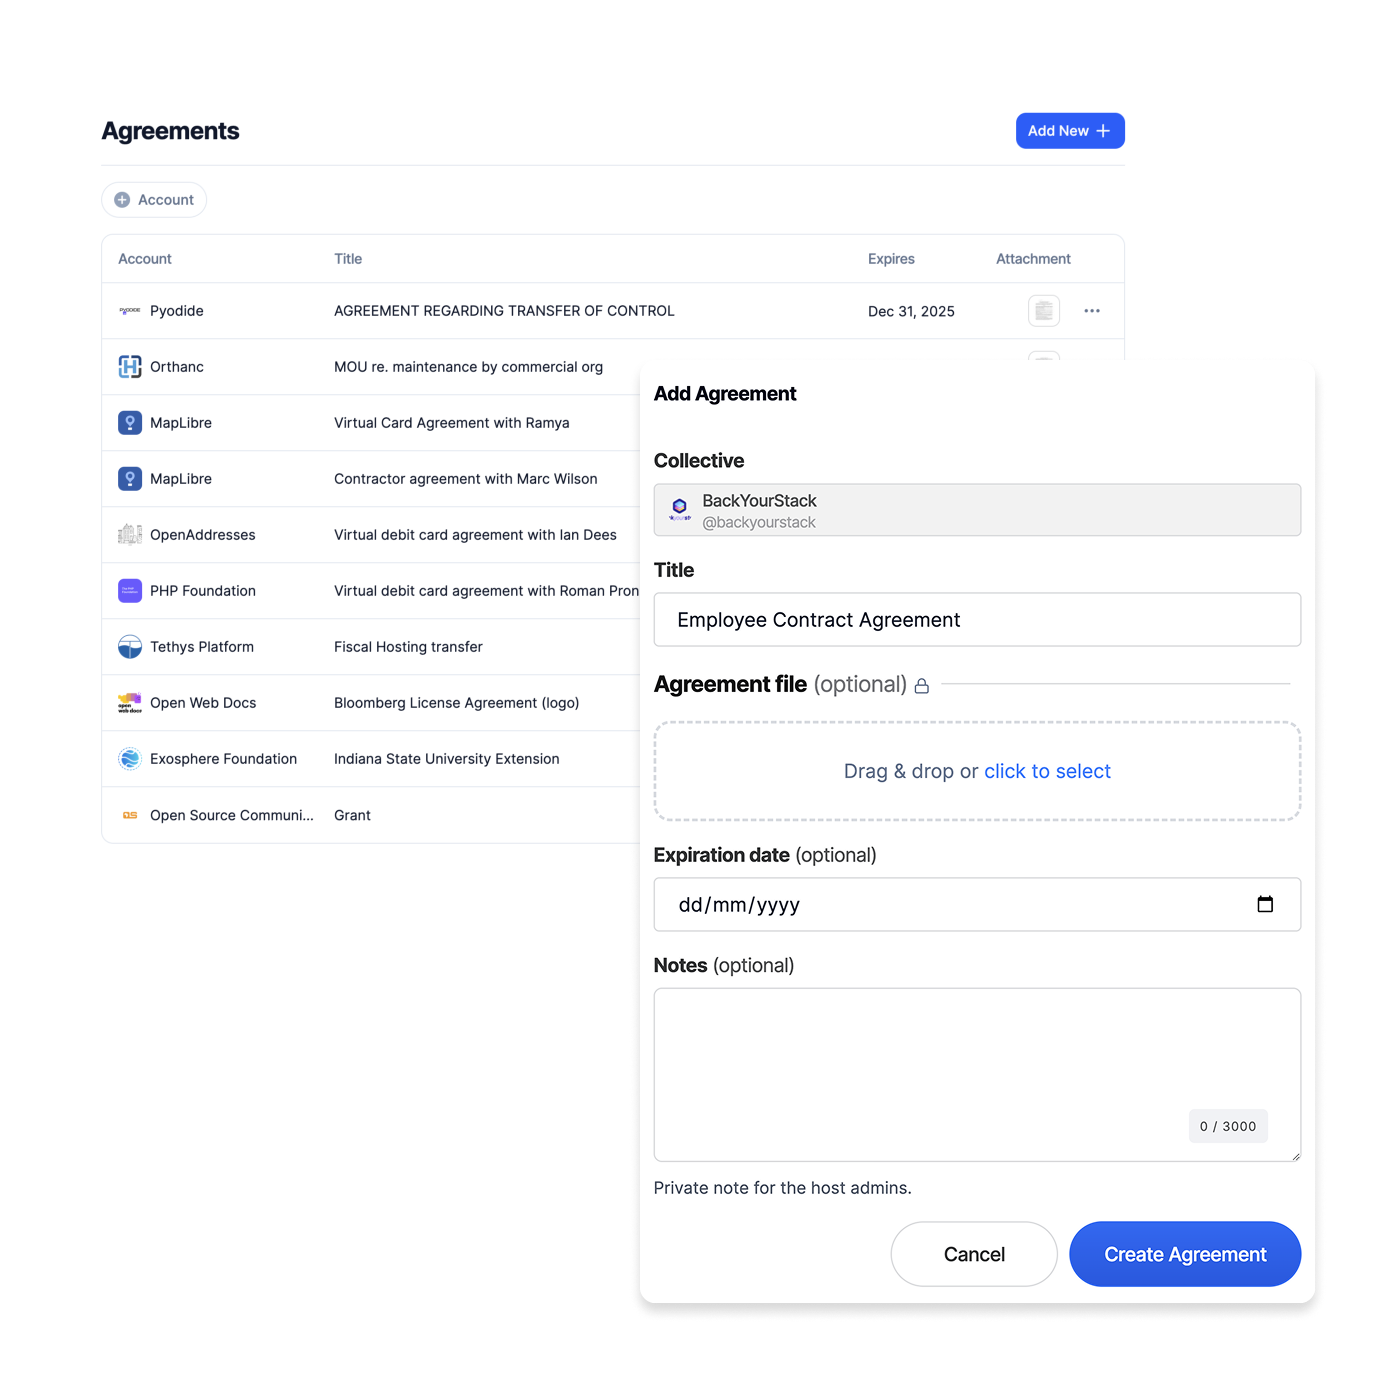 Agreements
Add New
Account
Account Title Expires Attachment
Pyodide AGREEMENT REGARDING TRANSFER OF CONTROL Dec 31, 2025
Orthanc MOU re. maintenance by commercial org
MapLibre Virtual Card Agreement with Ramya
MapLibre Contractor agreement with Marc Wilson
OpenAddresses Virtual debit card agreement with Ian Dees
PHP Foundation Virtual debit card agreement with Roman Pron
Tethys Platform Fiscal Hosting transfer
Open Web Docs Bloomberg License Agreement (logo)
Exosphere Foundation Indiana State University Extension
Open Source Communi... Grant
Add Agreement
Collective
BackYourStack
@backyourstack
Title
Employee Contract Agreement
Agreement file (optional)
Drag & drop or click to select
Expiration date (optional)
dd/mm/yyyy
Notes (optional)
0 / 3000
Private note for the host admins.
Cancel
Create Agreement